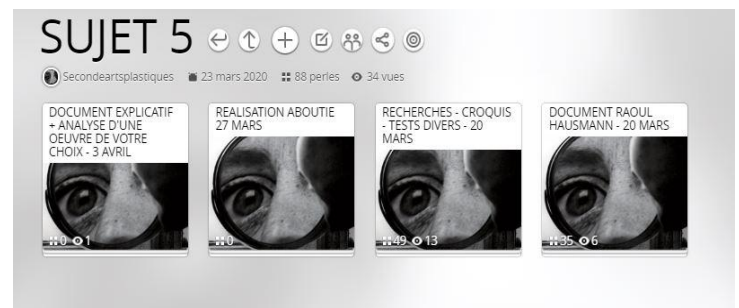 SUJET 5
Secondeartsplastiques 23 mars 2020 88 perles 34 vues
DOCUMENT EXPLICATIF
+ ANALYSE D'UNE
OEUVRE DE VOTRE
CHOIX - 3 AVRIL
0 1
REALISATION ABOUTIE
27 MARS
0
RECHERCHES - CROQUIS
- TESTS DIVERS - 20
MARS
49 13
DOCUMENT RAOUL
HAUSMANN - 20 MARS
35 6